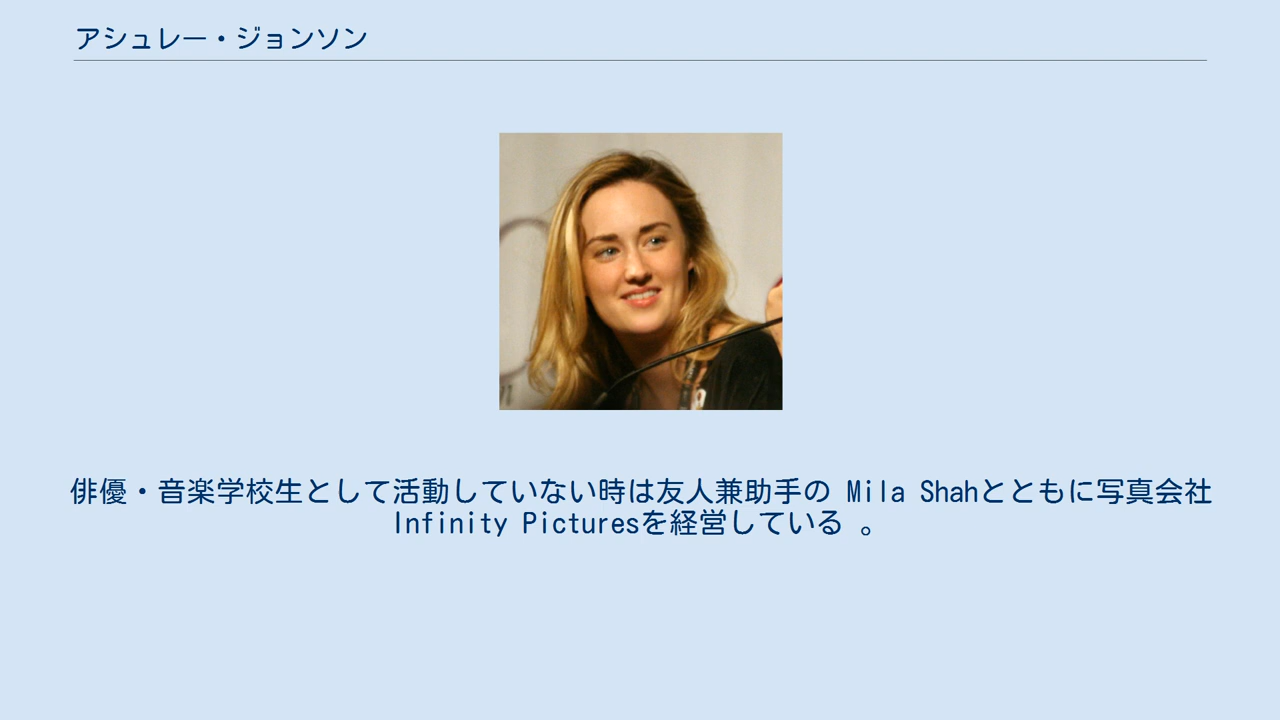 アシュレー・ジョンソン
俳優・音楽学校生として活動していない時は友人兼助手の Mila Shahとともに写真会社
Infinity Picturesを経営している 。